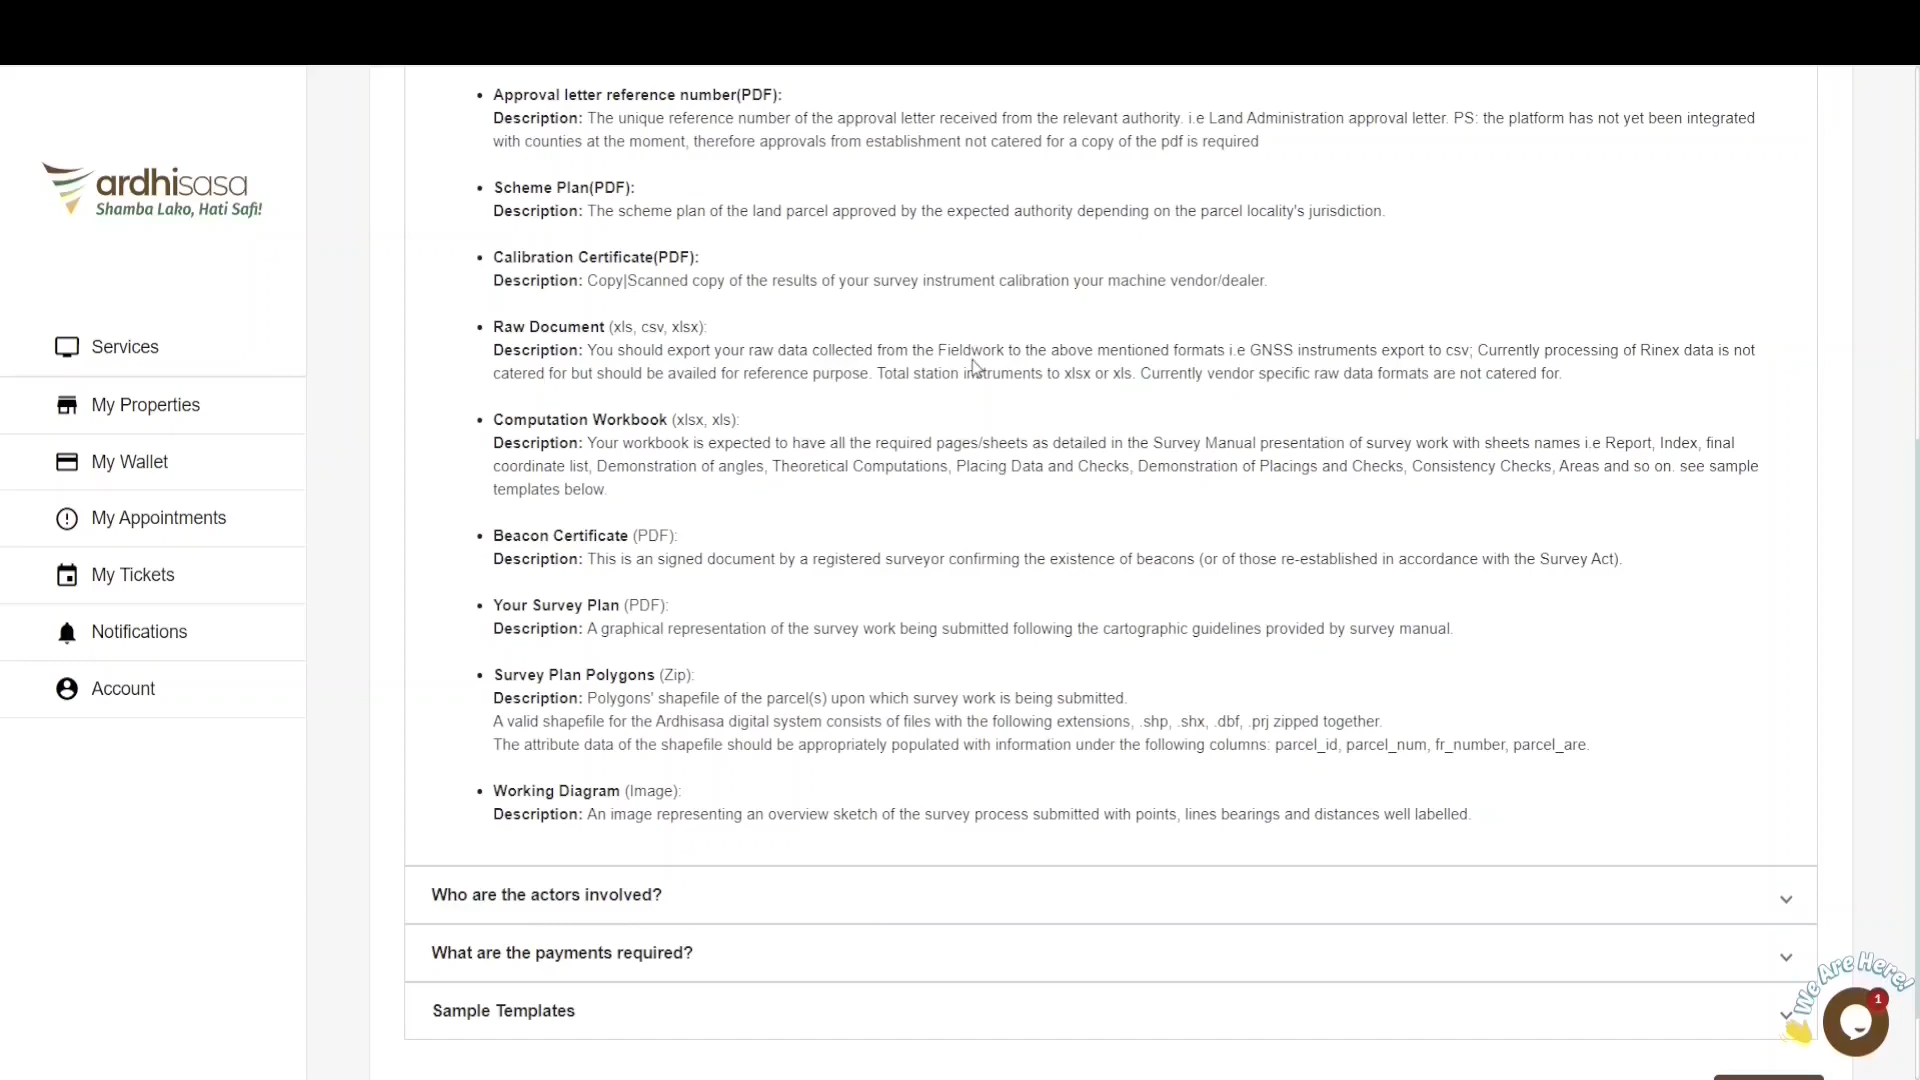 ardhisasa
Shamba Lako, Hati Safi!
Services
My Properties
My Wallet
My Appointments
My Tickets
Notifications
Account
• Approval letter reference number(PDF):
Description: The unique reference number of the approval letter received from the relevant authority. i.e Land Administration approval letter. PS: the platform has not yet been integrated
with counties at the moment, therefore approvals from establishment not catered for a copy of the pdf is required
• Scheme Plan(PDF):
Description: The scheme plan of the land parcel approved by the expected authority depending on the parcel locality's jurisdiction.
• Calibration Certificate(PDF):
Description: Copy|Scanned copy of the results of your survey instrument calibration your machine vendor/dealer.
• Raw Document (xls, csv, xlsx):
Description: You should export your raw data collected from the Fieldwork to the above mentioned formats i.e GNSS instruments export to csv; Currently processing of Rinex data is not
catered for but should be availed for reference purpose. Total station instruments to xlsx or xls. Currently vendor specific raw data formats are not catered for.
• Computation Workbook (xlsx, xls):
Description: Your workbook is expected to have all the required pages/sheets as detailed in the Survey Manual presentation of survey work with sheets names i.e Report, Index, final
coordinate list, Demonstration of angles, Theoretical Computations, Placing Data and Checks, Demonstration of Placings and Checks, Consistency Checks, Areas and so on. see sample
templates below.
• Beacon Certificate (PDF):
Description: This is an signed document by a registered surveyor confirming the existence of beacons (or of those re-established in accordance with the Survey Act).
• Your Survey Plan (PDF):
Description: A graphical representation of the survey work being submitted following the cartographic guidelines provided by survey manual.
• Survey Plan Polygons (Zip):
Description: Polygons' shapefile of the parcel(s) upon which survey work is being submitted.
A valid shapefile for the Ardhisasa digital system consists of files with the following extensions, .shp, .shx, .dbf, .prj zipped together.
The attribute data of the shapefile should be appropriately populated with information under the following columns: parcel_id, parcel_num, fr_number, parcel_are.
• Working Diagram (Image):
Description: An image representing an overview sketch of the survey process submitted with points, lines bearings and distances well labelled.
Who are the actors involved?
What are the payments required?
Sample Templates
We Are Here!
1